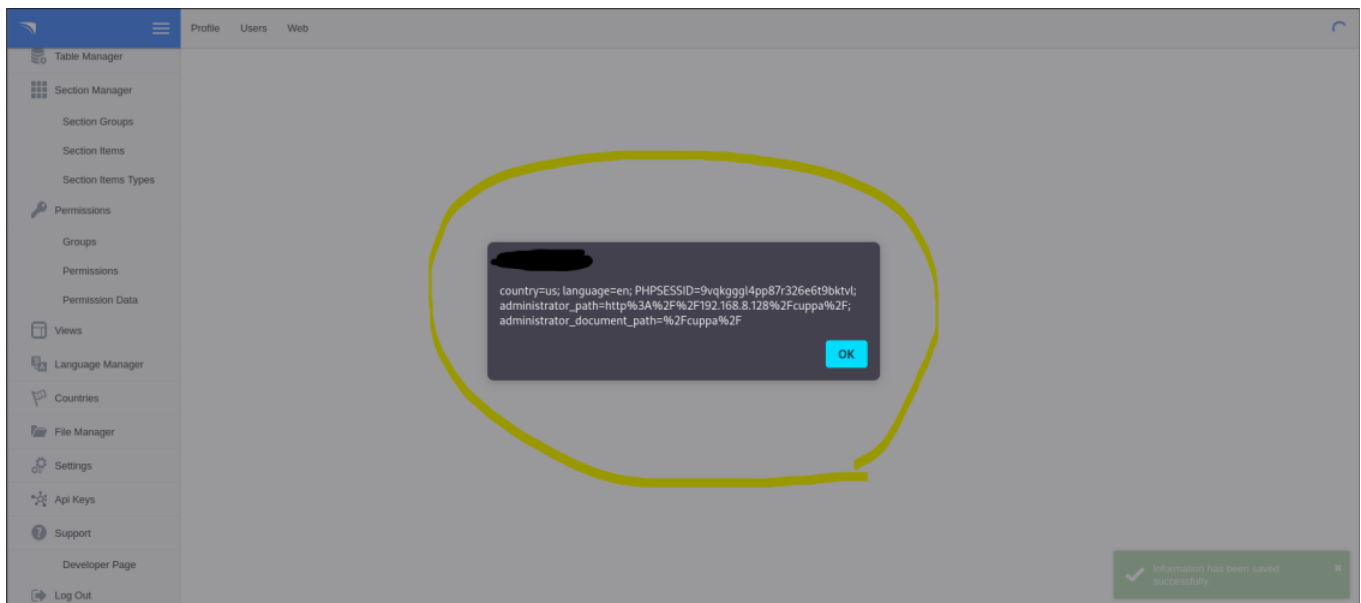 Profile Users Web
Table Manager
Section Manager
Section Groups
Section Items
Section Items Types
Permissions
Groups
Permissions
Permission Data
Views
Language Manager
Countries
File Manager
Settings
Api Keys
Support
Developer Page
Log Out
country=us; language=en; PHPSESSID=9vqkgggl4pp87r326e6t9bktvl;
administrator_path=http%3A%2F%2F192.168.8.128%2Fcuppa%2F;
administrator_document_path=%2Fcuppa%2F
OK
Information has been saved
successfully